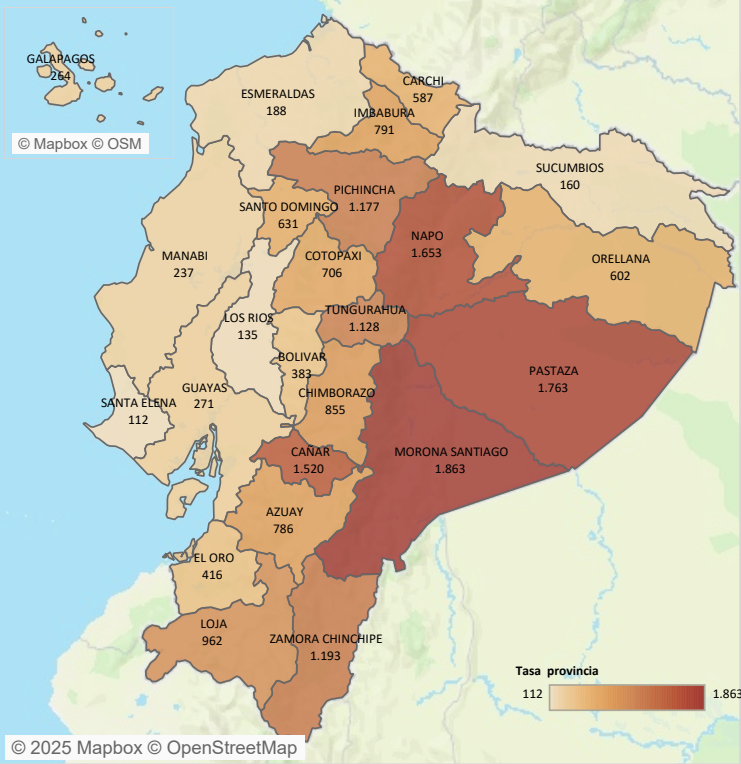 GALAPAGOS
264
© Mapbox © OSM
ESMERALDAS
188
CARCHI
587
IMBABURA
791
SUCUMBIOS
160
PICHINCHA
1.177
SANTO DOMINGO
631
NAPO
1.653
MANABI
237
COTOPAXI
706
ORELLANA
602
LOS RIOS
135
TUNGURAHUA
1.128
BOLIVAR
383
PASTAZA
1.763
GUAYAS
271
CHIMBORAZO
855
SANTA ELENA
112
CAÑAR
1.520
MORONA SANTIAGO
1.863
AZUAY
786
EL ORO
416
LOJA
962
ZAMORA CHINCHIPE
1.193
Tasa provincia
112 1.863
© 2025 Mapbox © OpenStreetMap